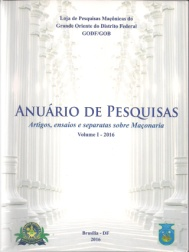 Loja de Pesquisas Maçônicas do
Grande Oriente do Distrito Federal
GODF/GOB
ANUÁRIO DE PESQUISAS
Artigos, ensaios e separatas sobre Maçonaria
Volume I - 2016
Brasília - DF
2016